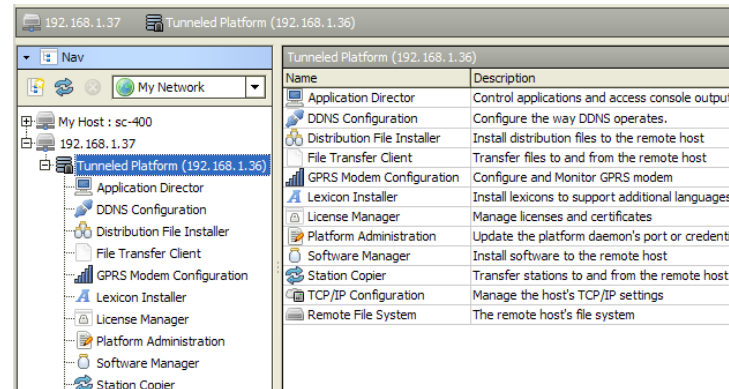 192.168.1.37 Tunneled Platform (192.168.1.36)
Nav
My Network
My Host : sc-400
192.168.1.37
Tunneled Platform (192.168.1.36)
Application Director
DDNS Configuration
Distribution File Installer
File Transfer Client
GPRS Modem Configuration
Lexicon Installer
License Manager
Platform Administration
Software Manager
Station Copier
Tunneled Platform (192.168.1.36)
Name Description
Application Director Control applications and access console output
DDNS Configuration Configure the way DDNS operates.
Distribution File Installer Install distribution files to the remote host
File Transfer Client Transfer files to and from the remote host
GPRS Modem Configuration Configure and Monitor GPRS modem
Lexicon Installer Install lexicons to support additional languages
License Manager Manage licenses and certificates
Platform Administration Update the platform daemon's port or credenti
Software Manager Install software to the remote host
Station Copier Transfer stations to and from the remote host
TCP/IP Configuration Manage the host's TCP/IP settings
Remote File System The remote host's file system